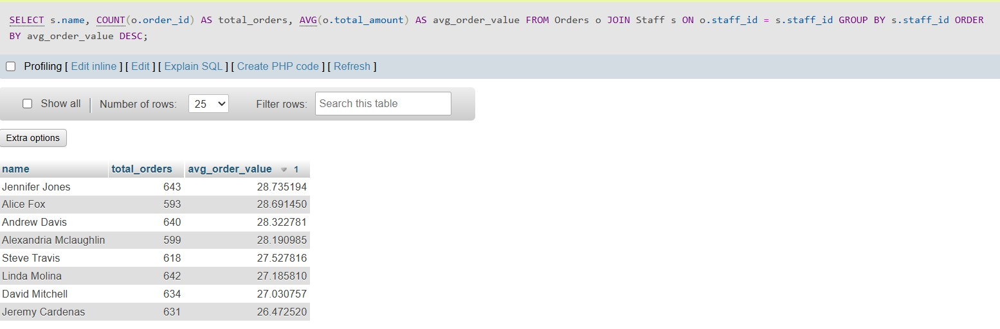 SELECT s.name, COUNT(o.order_id) AS total_orders, AVG(o.total_amount) AS avg_order_value FROM Orders o JOIN Staff s ON o.staff_id = s.staff_id GROUP BY s.staff_id ORDER
BY avg_order_value DESC;
Profiling [ Edit inline ] [ Edit ] [ Explain SQL ] [ Create PHP code ] [ Refresh ]
Show all Number of rows: 25 Filter rows: Search this table
Extra options
name total_orders avg_order_value 1
Jennifer Jones 643 28.735194
Alice Fox 593 28.691450
Andrew Davis 640 28.322781
Alexandria Mclaughlin 599 28.190985
Steve Travis 618 27.527816
Linda Molina 642 27.185810
David Mitchell 634 27.030757
Jeremy Cardenas 631 26.472520